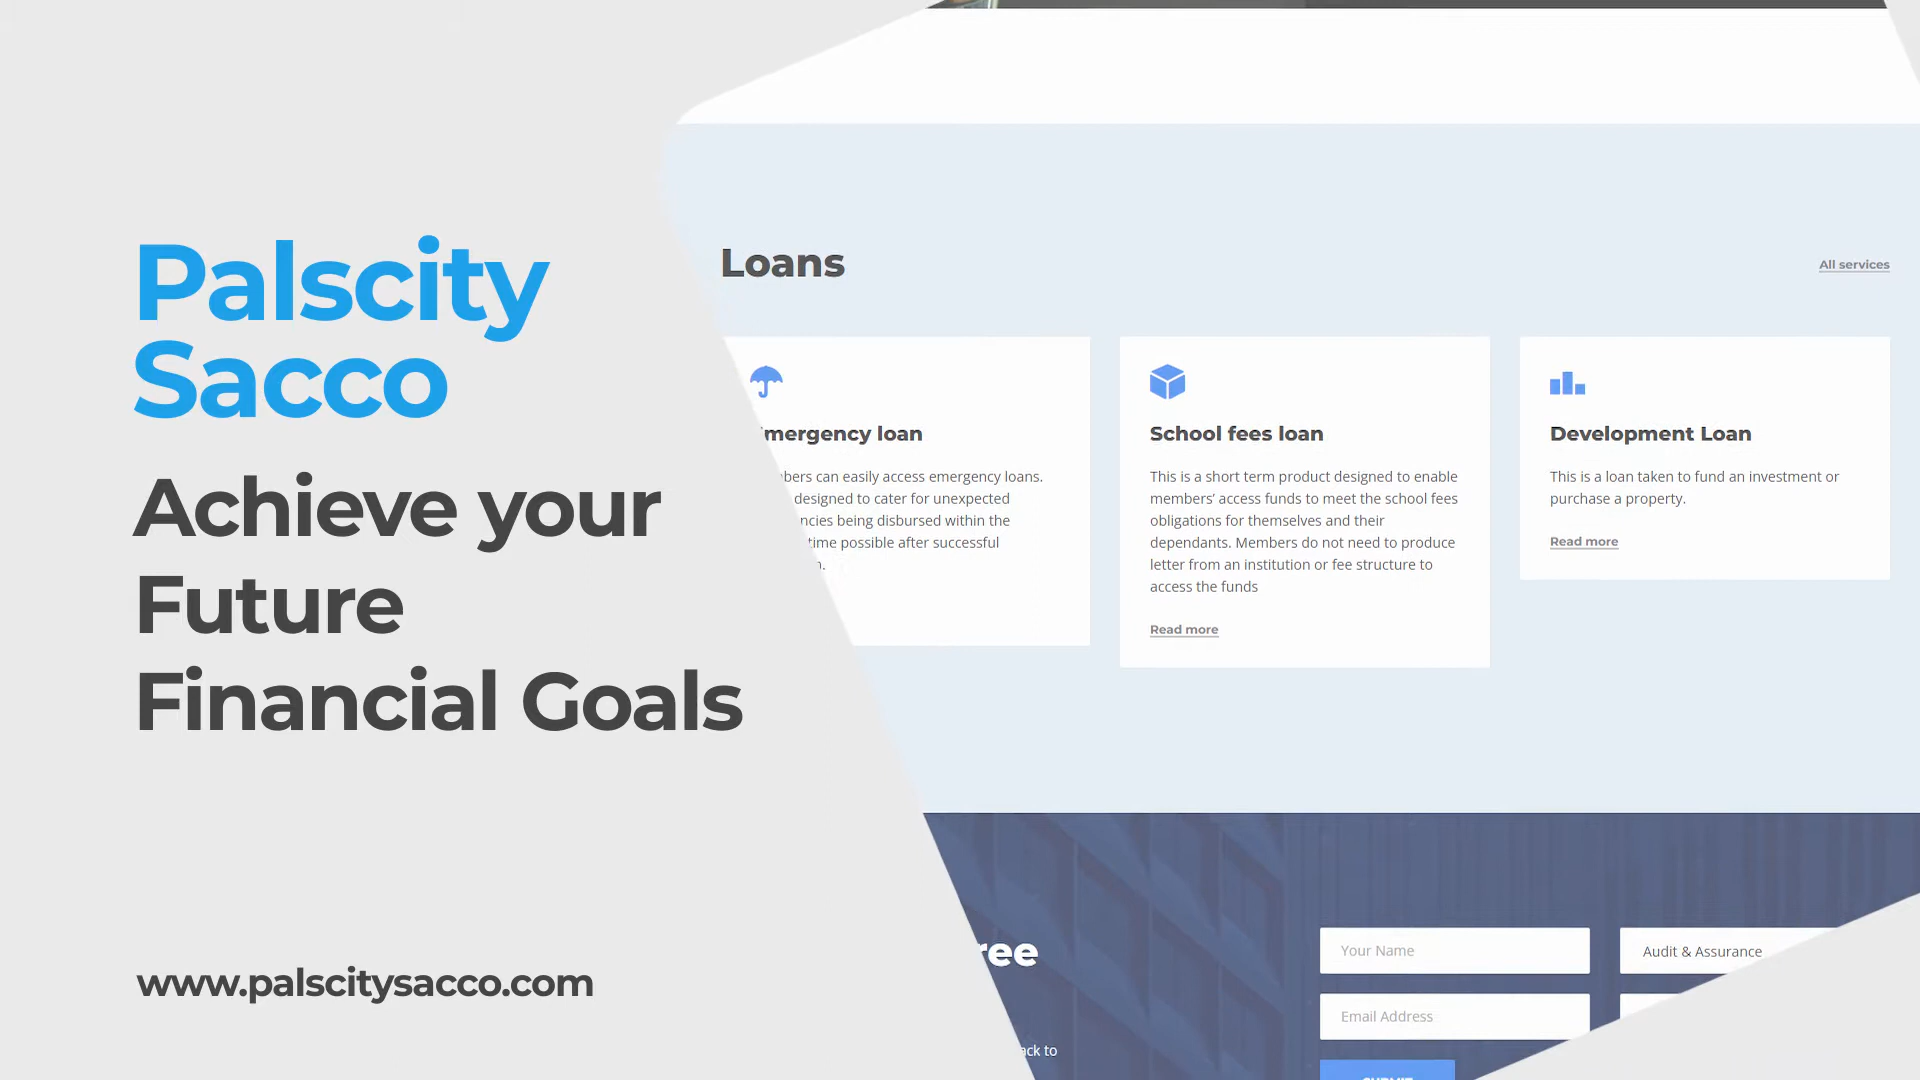 Palscity
Sacco
Achieve your
Future
Financial Goals
www.palscitysacco.com
Loans
All services
loan
can easily access emergency loans.
designed to cater for unexpected
being disbursed within the
time possible after successful
School fees loan
This is a short term product designed to enable
members’ access funds to meet the school fees
obligations for themselves and their
dependants. Members do not need to produce
letter from an institution or fee structure to
access the funds
Read more
Development Loan
This is a loan taken to fund an investment or
purchase a property.
Read more
Your Name
Audit & Assurance
Email Address
to